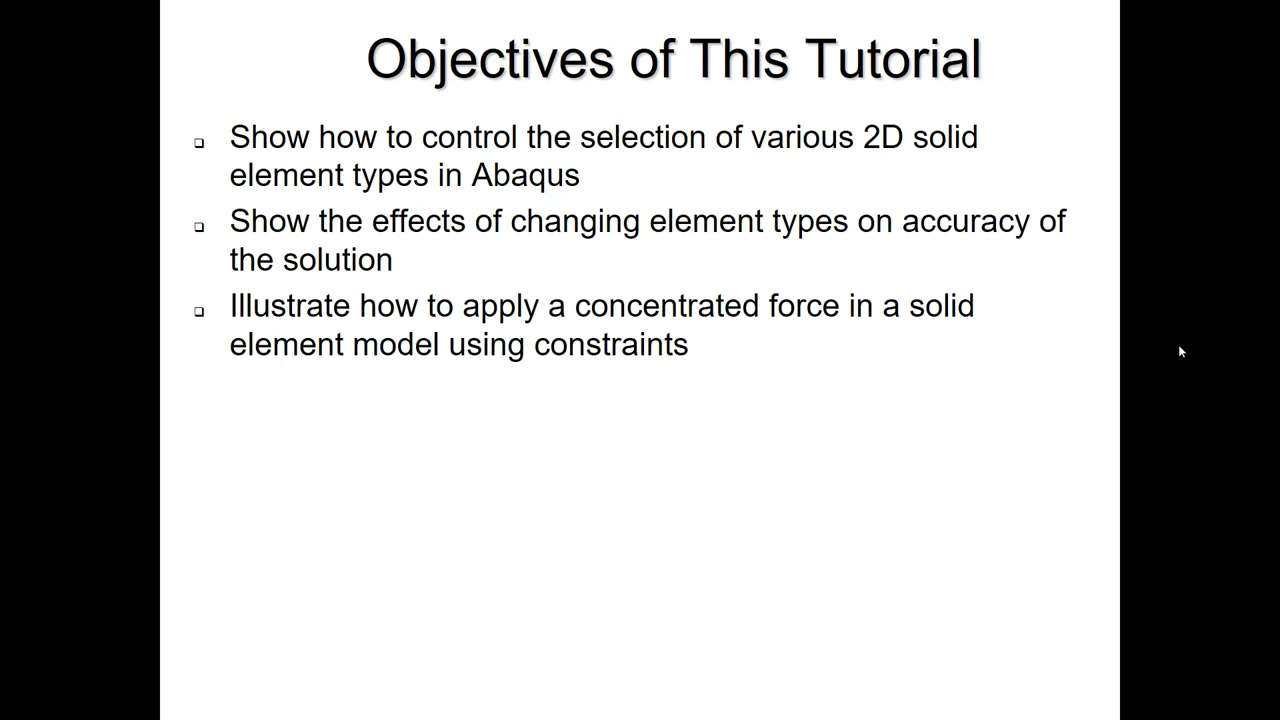 Objectives of This Tutorial
Show how to control the selection of various 2D solid
element types in Abaqus
Show the effects of changing element types on accuracy of
the solution
Illustrate how to apply a concentrated force in a solid
element model using constraints